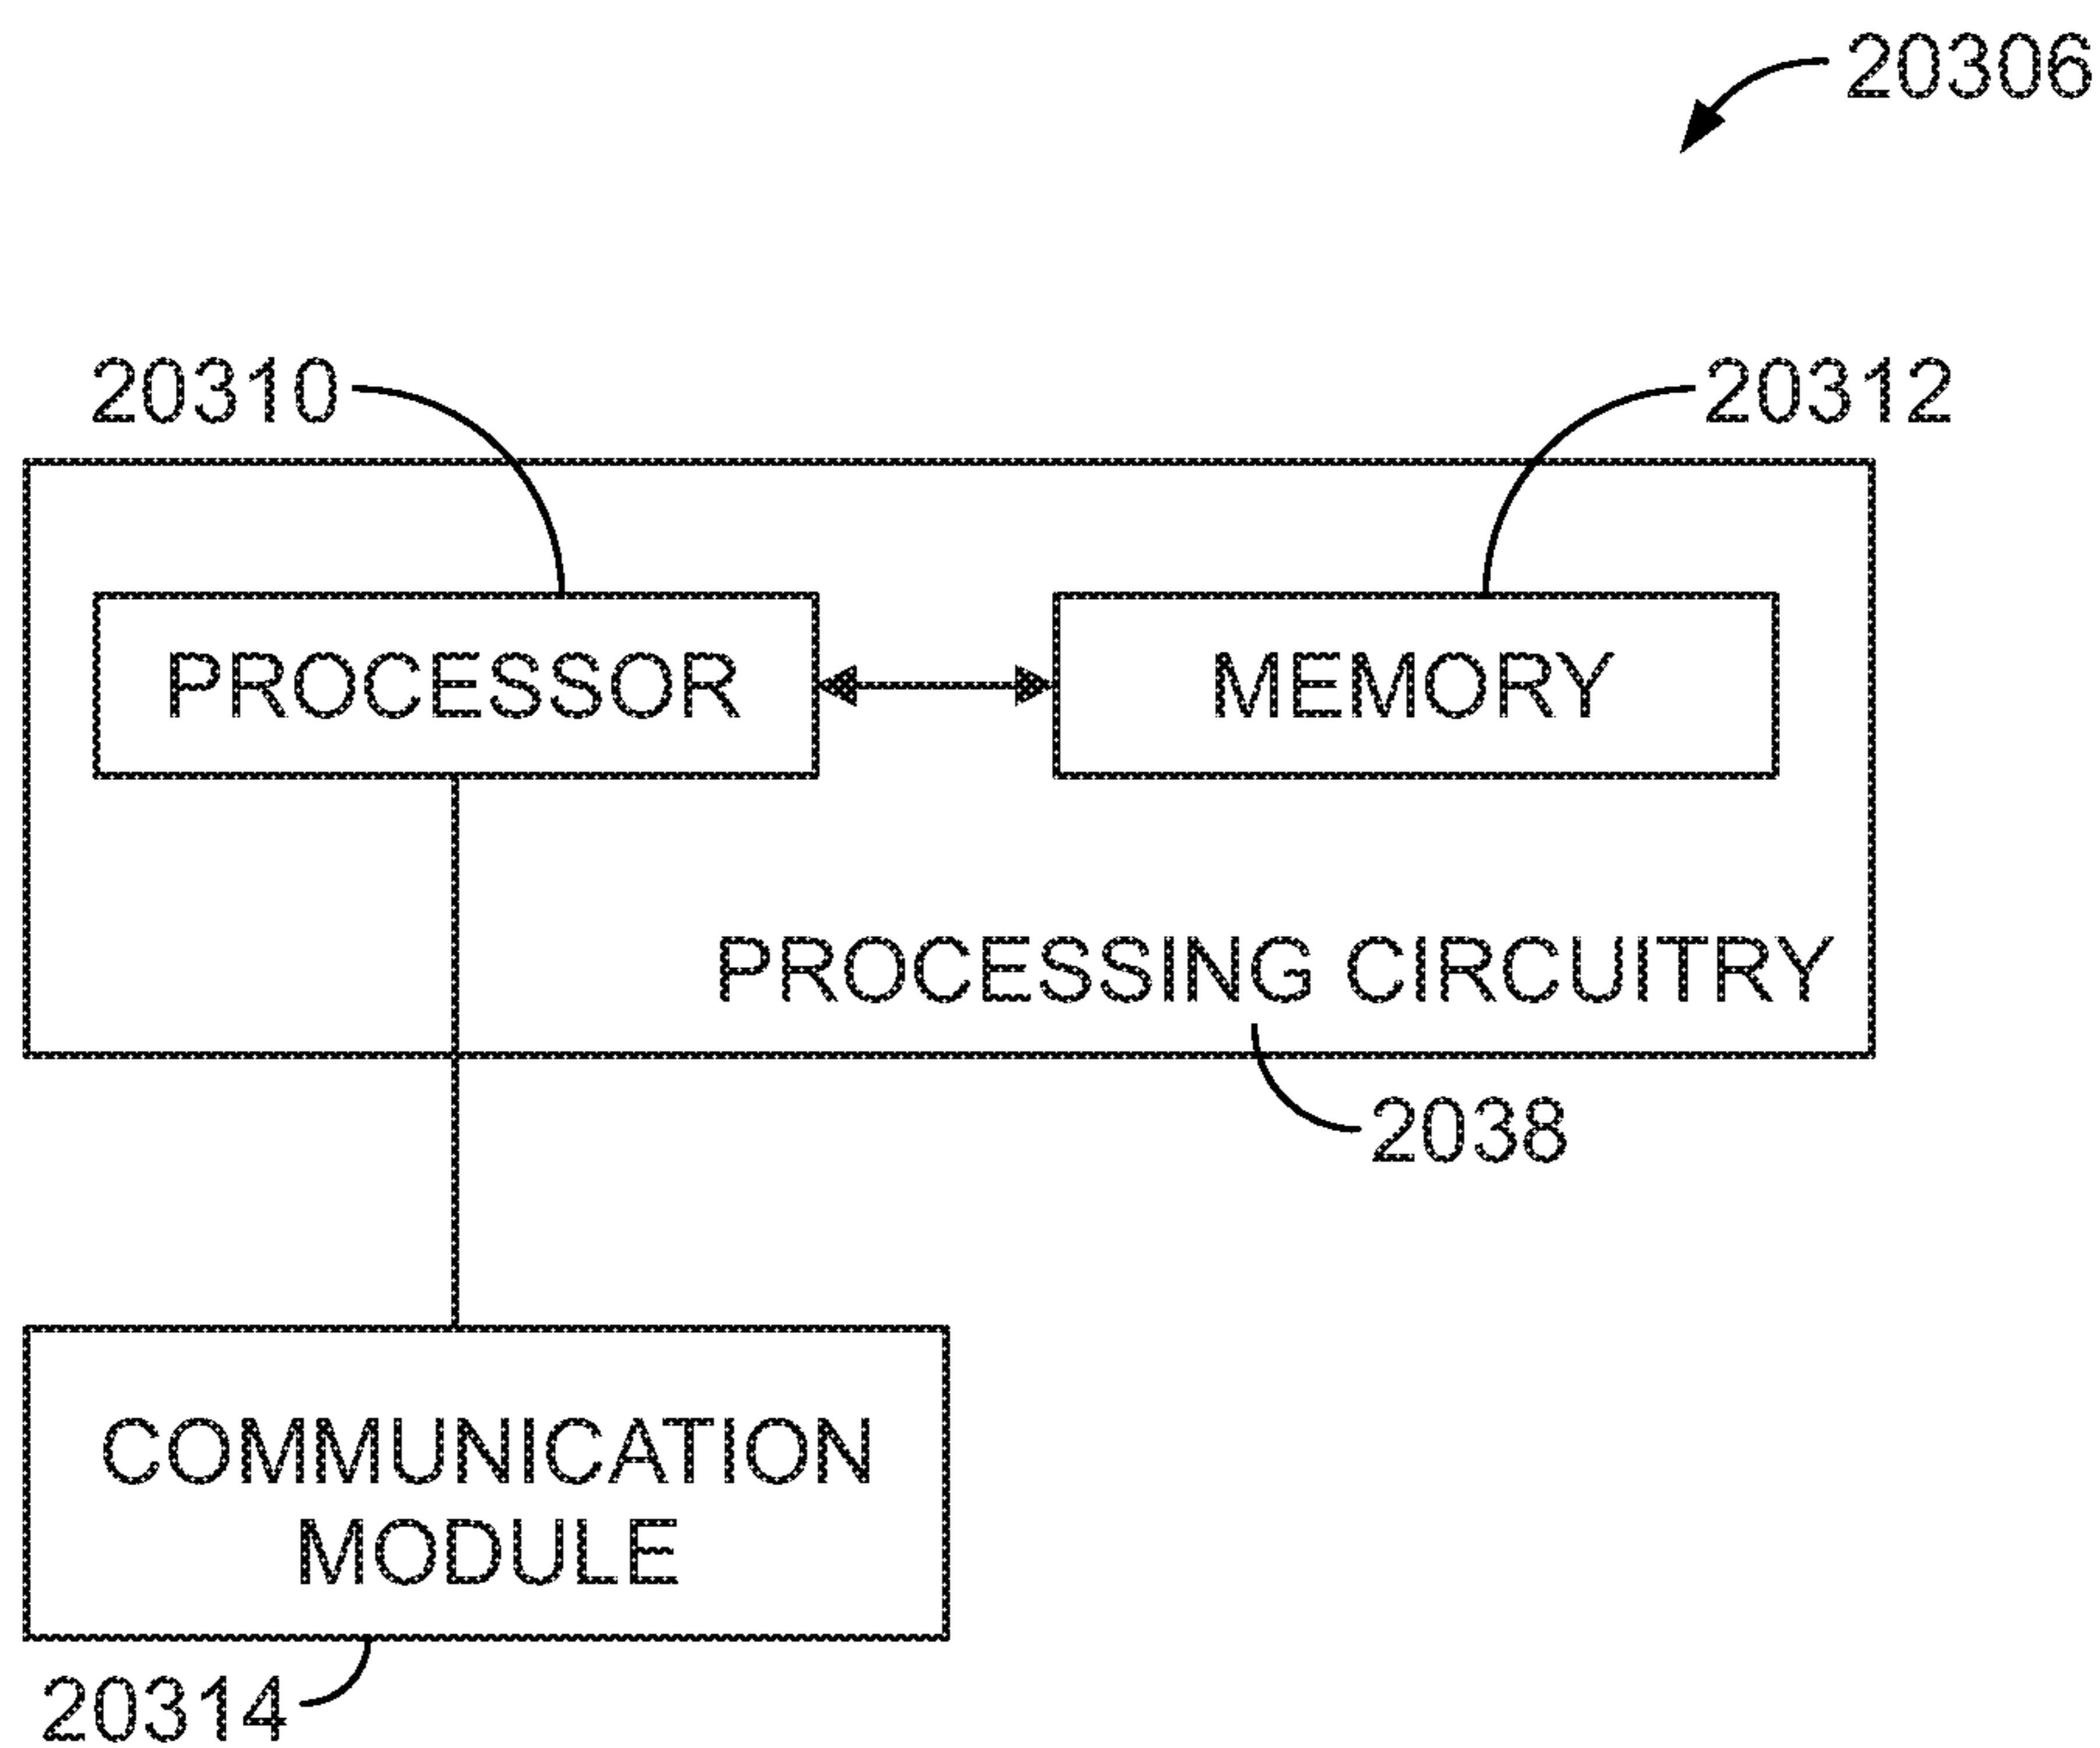 20306
20310
20312
PROCESSOR
MEMORY
PROCESSING CIRCUITRY
2038
COMMUNICATION
MODULE
20314